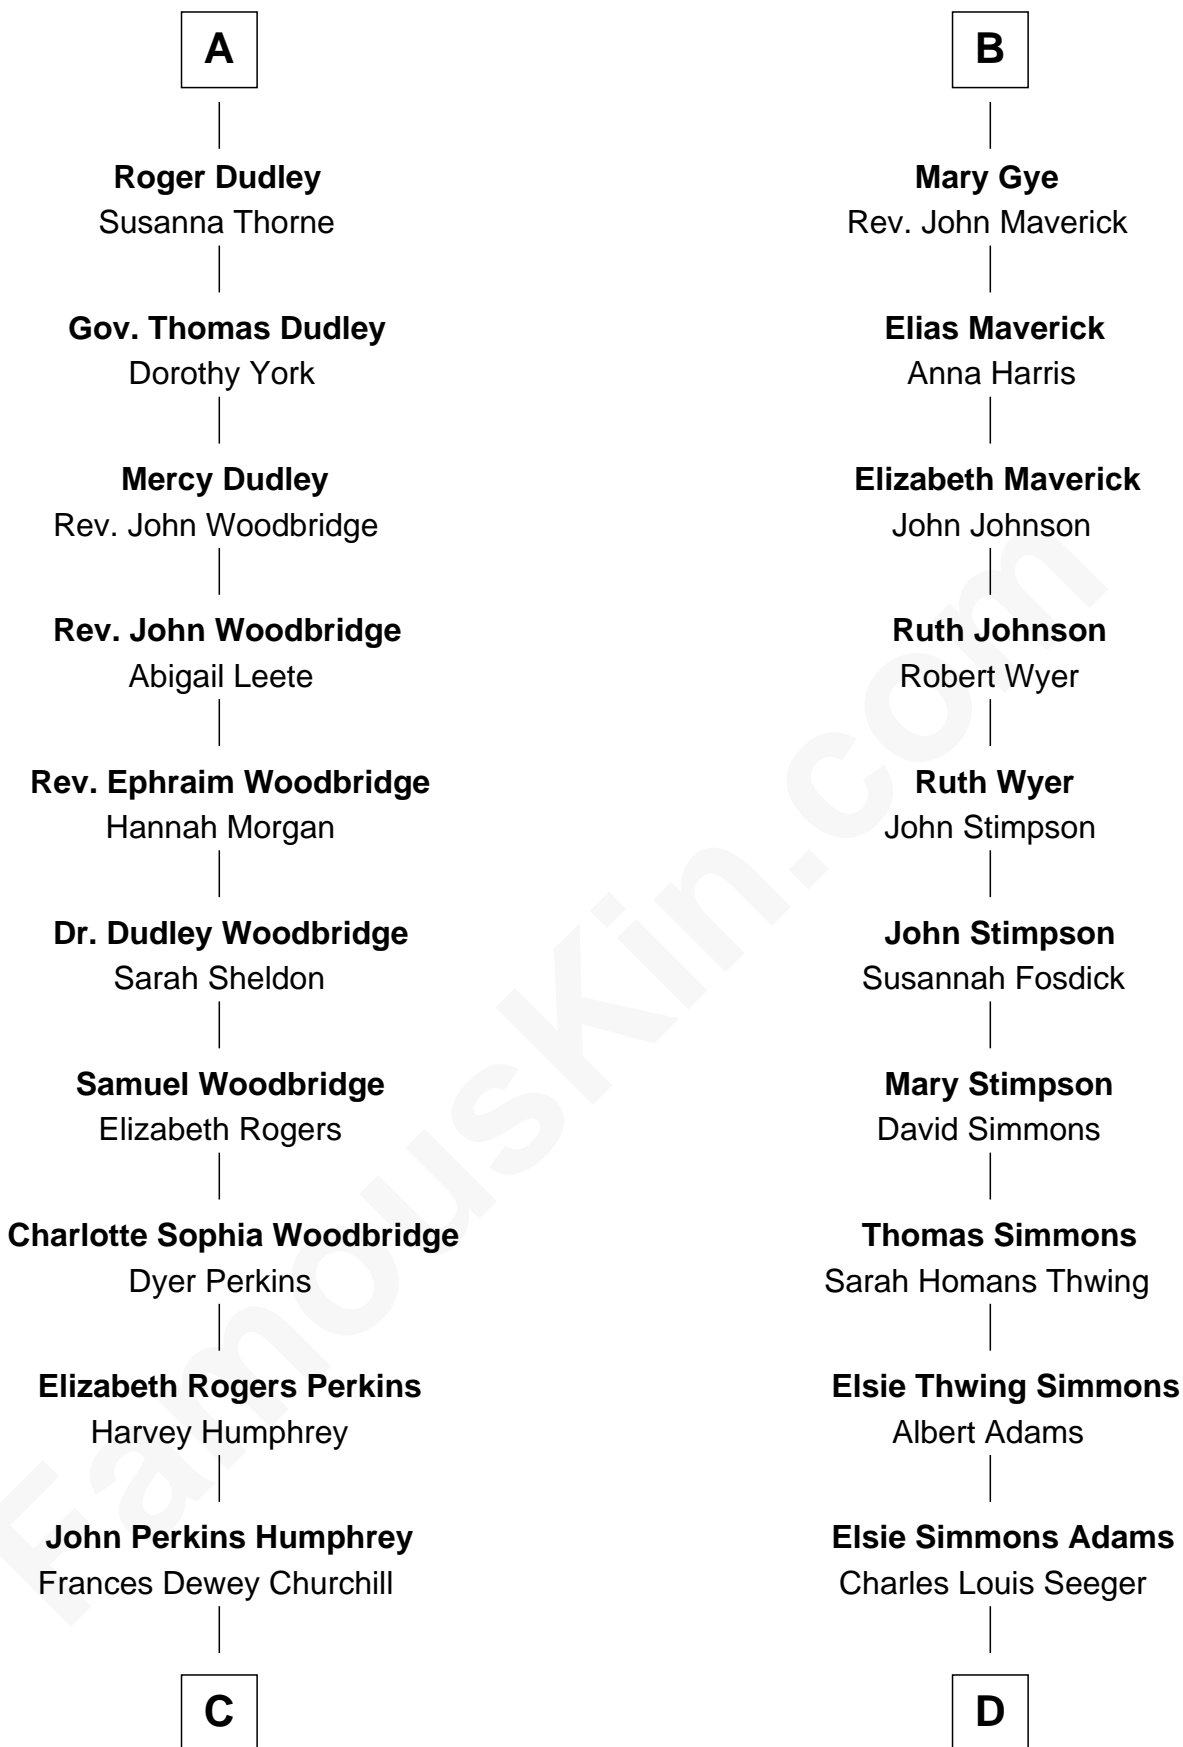 A
Roger Dudley
Susanna Thorne
Gov. Thomas Dudley
Dorothy York
Mercy Dudley
Rev. John Woodbridge
Rev. John Woodbridge
Abigail Leete
Rev. Ephraim Woodbridge
Hannah Morgan
Dr. Dudley Woodbridge
Sarah Sheldon
Samuel Woodbridge
Elizabeth Rogers
Charlotte Sophia Woodbridge
Dyer Perkins
Elizabeth Rogers Perkins
Harvey Humphrey
John Perkins Humphrey
Frances Dewey Churchill
C
B
Mary Gye
Rev. John Maverick
Elias Maverick
Anna Harris
Elizabeth Maverick
John Johnson
Ruth Johnson
Robert Wyer
Ruth Wyer
John Stimpson
John Stimpson
Susannah Fosdick
Mary Stimpson
David Simmons
Thomas Simmons
Sarah Homans Thwing
Elsie Thwing Simmons
Albert Adams
Elsie Simmons Adams
Charles Louis Seeger
D
FamousKin.com